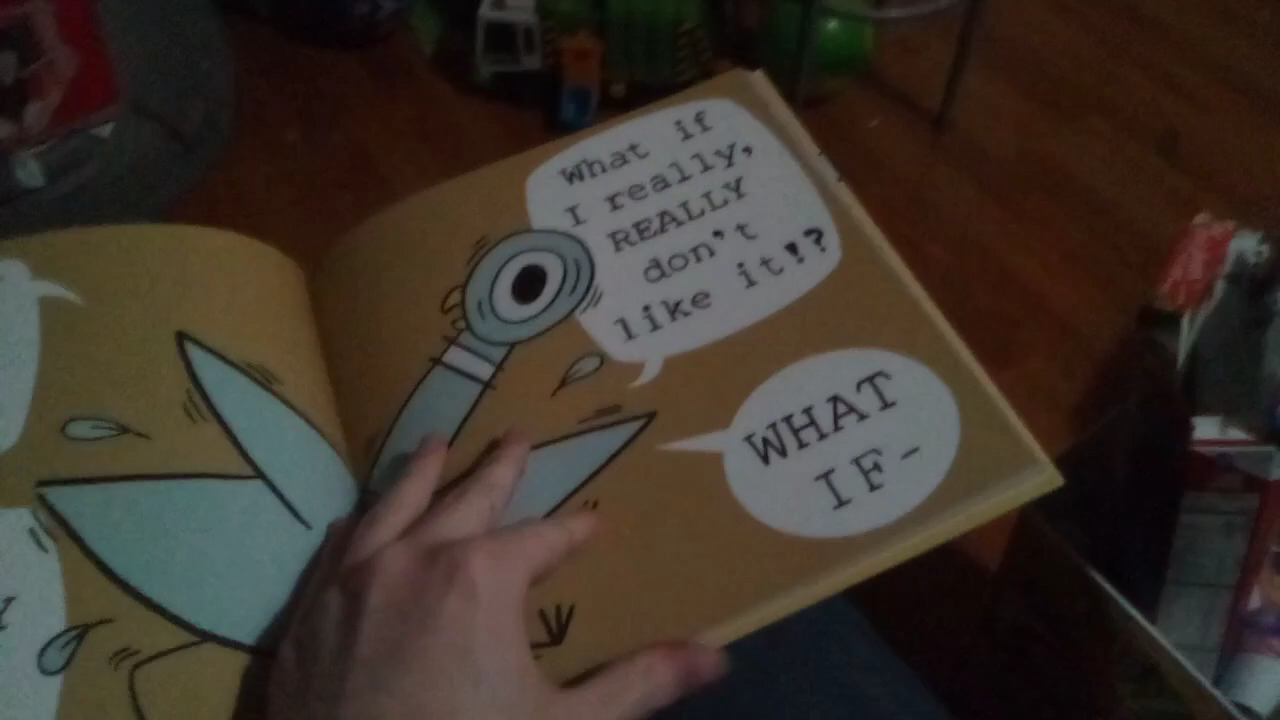 What if
I really,
REALLY
don't
like it!?
WHAT
IF-